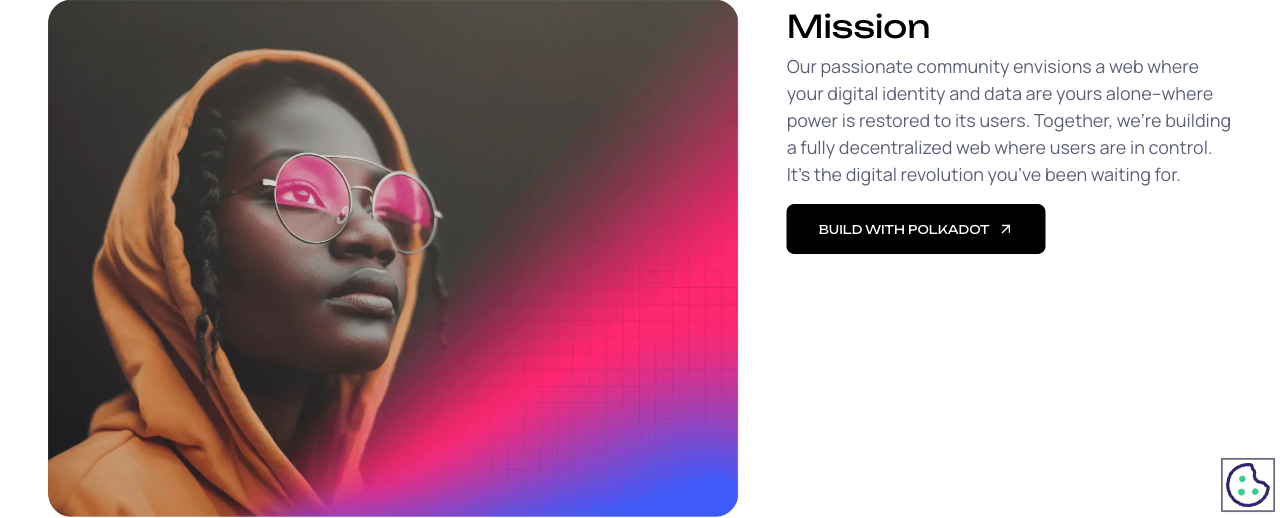 Mission
Our passionate community envisions a web where
your digital identity and data are yours alone–where
power is restored to its users. Together, we’re building
a fully decentralized web where users are in control.
It’s the digital revolution you’ve been waiting for.
BUILD WITH POLKADOT